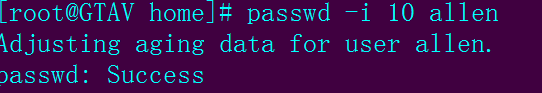 [root@GTAV home]# passwd -i 10 allen
Adjusting aging data for user allen.
passwd: Success